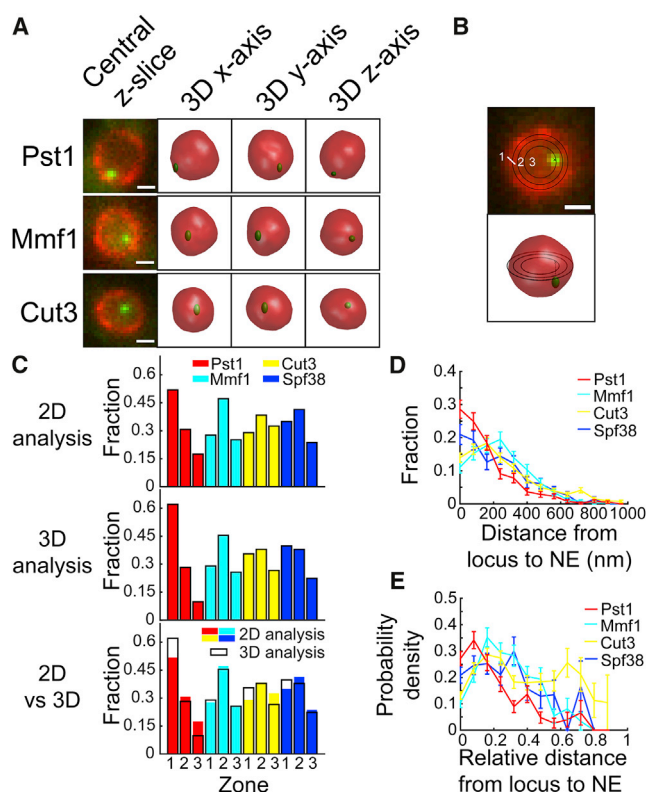 A
B
Central
z-slice
3D x-axis
3D y-axis
3D z-axis
Pst1
Mmf1
Cut3
1 2 3
C
Pst1
Cut3
Mmf1
Spf38
2D
analysis
Fraction
0.6
0.45
0.3
0.15
3D
analysis
Fraction
0.6
0.45
0.3
0.15
2D
vs 3D
Fraction
0.6
0.45
0.3
0.15
0
2D analysis
3D analysis
1 2 3 1 2 3 1 2 3 1 2 3
Zone
D
Fraction
0.4
0.3
0.2
0.1
0
Pst1
Mmf1
Cut3
Spf38
0 200 400 600 800 1000
Distance from
locus to NE (nm)
E
Probability
density
0.5
0.4
0.3
0.2
0.1
0
Pst1
Mmf1
Cut3
Spf38
0 0.2 0.4 0.6 0.8 1
Relative distance
from locus to NE